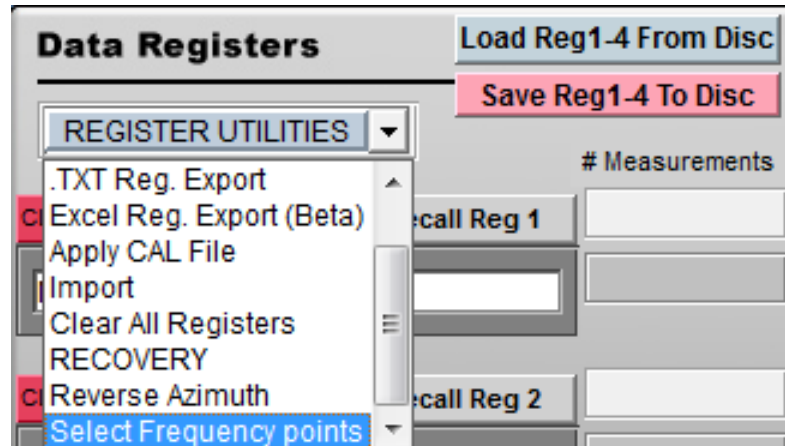 Data Registers
Load Reg1-4 From Disc
Save Reg1-4 To Disc
REGISTER UTILITIES
# Measurements
.TXT Reg. Export
Excel Reg. Export (Beta)
Reg 1
Apply CAL File
Import
Clear All Registers
RECOVERY
Reverse Azimuth
Reg 2
Select Frequency points